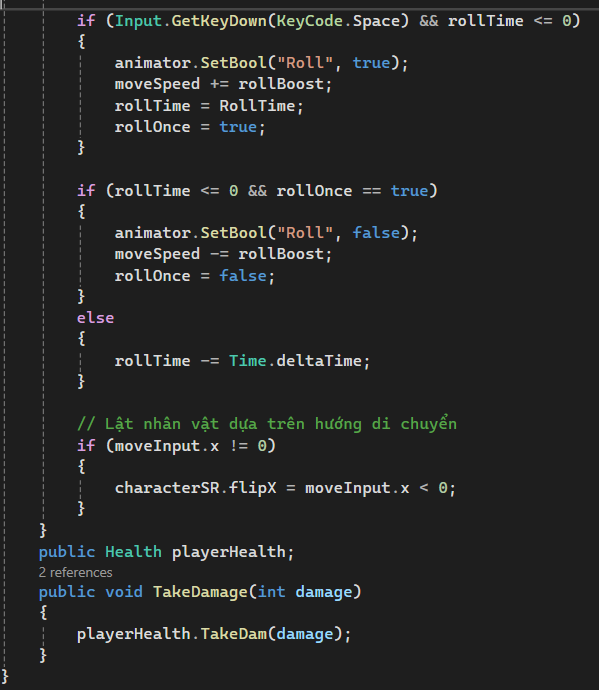 if (Input.GetKeyDown(KeyCode.Space) && rollTime <= 0)
{
animator.SetBool("Roll", true);
moveSpeed += rollBoost;
rollTime = RollTime;
rollOnce = true;
}
if (rollTime <= 0 && rollOnce == true)
{
animator.SetBool("Roll", false);
moveSpeed -= rollBoost;
rollOnce = false;
}
else
{
rollTime -= Time.deltaTime;
}
// Lật nhân vật dựa trên hướng di chuyển
if (moveInput.x != 0)
{
characterSR.flipX = moveInput.x < 0;
}
}
public Health playerHealth;
2 references
public void TakeDamage(int damage)
{
playerHealth.TakeDam(damage);
}
}